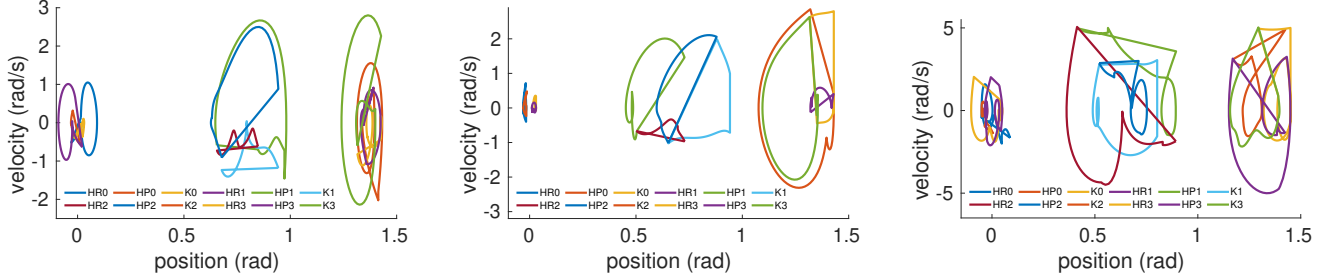 3
2
1
0
-1
-2
velocity (rad/s)
HR0 HP0 K0 HR1 HP1 K1
HR2 HP2 K2 HR3 HP3 K3
0 0.5 1 1.5
position (rad)
2
1
0
-1
-2
-3
velocity (rad/s)
HR0 HP0 K0 HR1 HP1 K1
HR2 HP2 K2 HR3 HP3 K3
0 0.5 1 1.5
position (rad)
5
0
-5
velocity (rad/s)
HR0 HP0 K0 HR1 HP1 K1
HR2 HP2 K2 HR3 HP3 K3
0 0.5 1 1.5
position (rad)